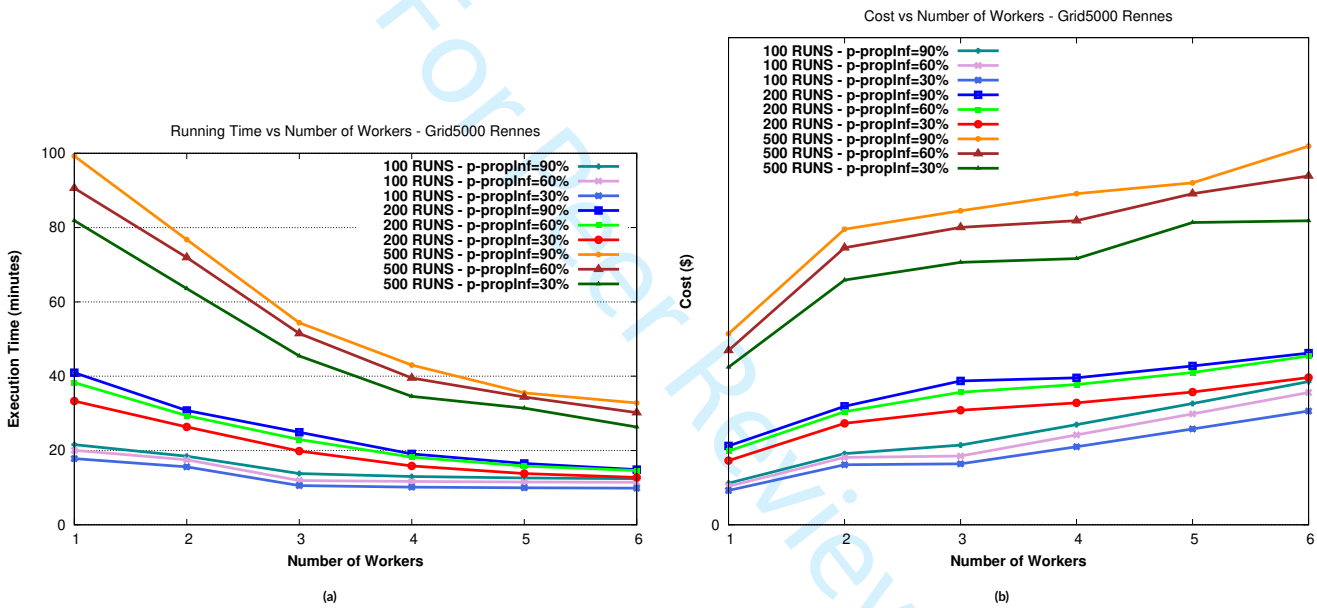 Cost vs Number of Workers - Grid5000 Rennes
100 RUNS - p-propInf=90%
100 RUNS - p-propInf=60%
100 RUNS - p-propInf=30%
200 RUNS - p-propInf=90%
200 RUNS - p-propInf=60%
200 RUNS - p-propInf=30%
500 RUNS - p-propInf=90%
500 RUNS - p-propInf=60%
500 RUNS - p-propInf=30%
Cost ($)
0
1 2 3 4 5 6
Number of Workers
(b)
Running Time vs Number of Workers - Grid5000 Rennes
100 RUNS - p-propInf=90%
100 RUNS - p-propInf=60%
100 RUNS - p-propInf=30%
200 RUNS - p-propInf=90%
200 RUNS - p-propInf=60%
200 RUNS - p-propInf=30%
500 RUNS - p-propInf=90%
500 RUNS - p-propInf=60%
500 RUNS - p-propInf=30%
Execution Time (minutes)
100
80
60
40
20
0
1 2 3 4 5 6
Number of Workers
(a)
For Peer Review